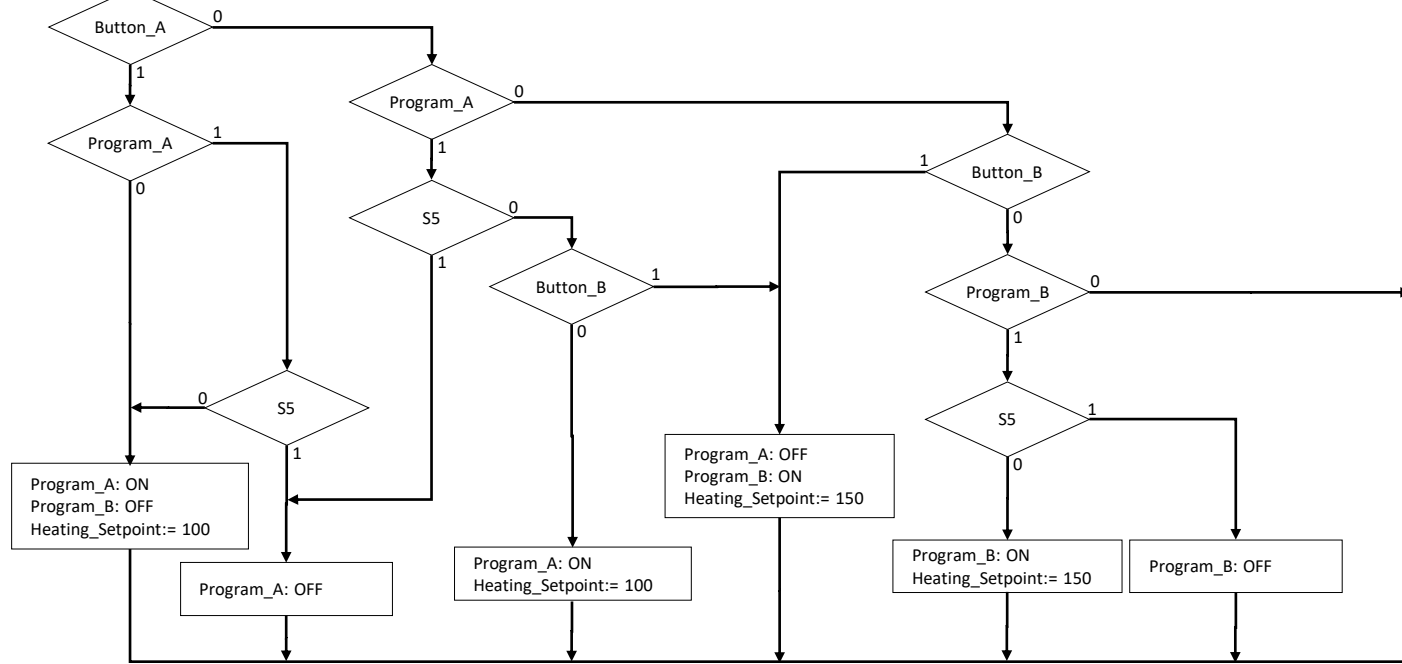 Button_A
0
1
Program_A
0
1
Program_A
1
0
1
Button_B
1
0
S5
0
1
Button_B
1
0
Program_B
0
1
S5
0
1
S5
1
0
Program_A: ON
Program_B: OFF
Heating_Setpoint:= 100
Program_A: OFF
Program_B: ON
Heating_Setpoint:= 150
Program_A: OFF
Program_A: ON
Heating_Setpoint:= 100
Program_B: ON
Heating_Setpoint:= 150
Program_B: OFF